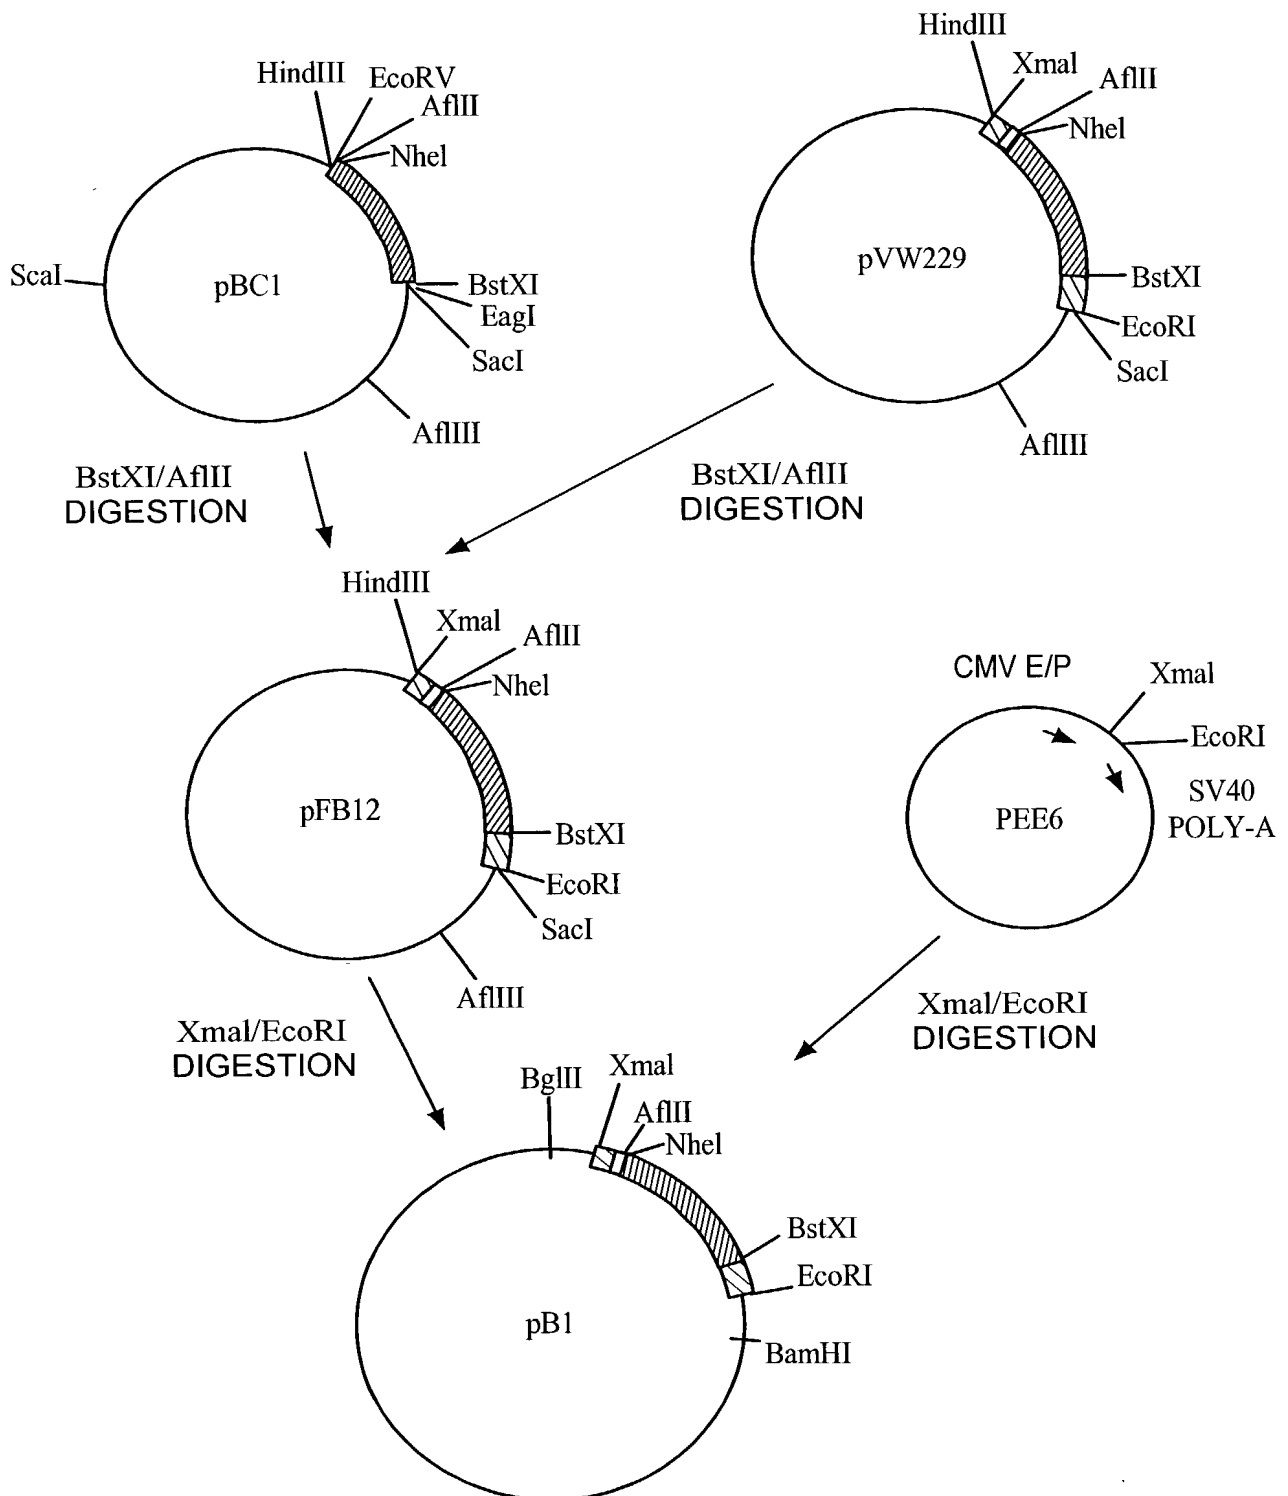 HindIII
EcoRV
AflII
NheI
ScaI
pBC1
BstXI
EagI
SacI
AflIII
BstXI/AflII
DIGESTION
HindIII
XmaI
AflII
NheI
pVW229
BstXI
EcoRI
SacI
AflIII
BstXI/AflII
DIGESTION
HindIII
XmaI
AflII
NheI
pFB12
BstXI
EcoRI
SacI
AflIII
XmaI/EcoRI
DIGESTION
CMV E/P
XmaI
EcoRI
PEE6
SV40
POLY-A
XmaI/EcoRI
DIGESTION
BglII
XmaI
AflII
NheI
BstXI
EcoRI
pB1
BamHI